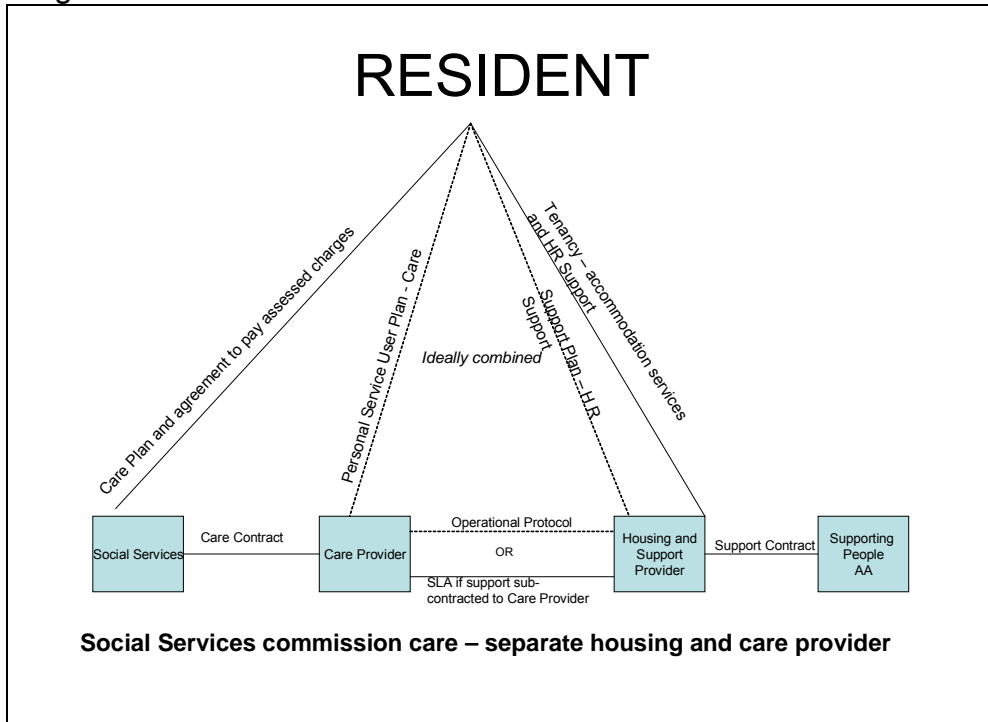 RESIDENT
Care Plan and agreement to pay assessed charges
Personal Service User Plan - Care
Ideally combined
Support Plan – H.R
Support
Tenancy – accommodation services
and HR Support
Social Services
Care Contract
Care Provider
Operational Protocol
OR
SLA if support sub-
contracted to Care Provider
Housing and
Support
Provider
Support Contract
Supporting
People
AA
Social Services commission care – separate housing and care provider